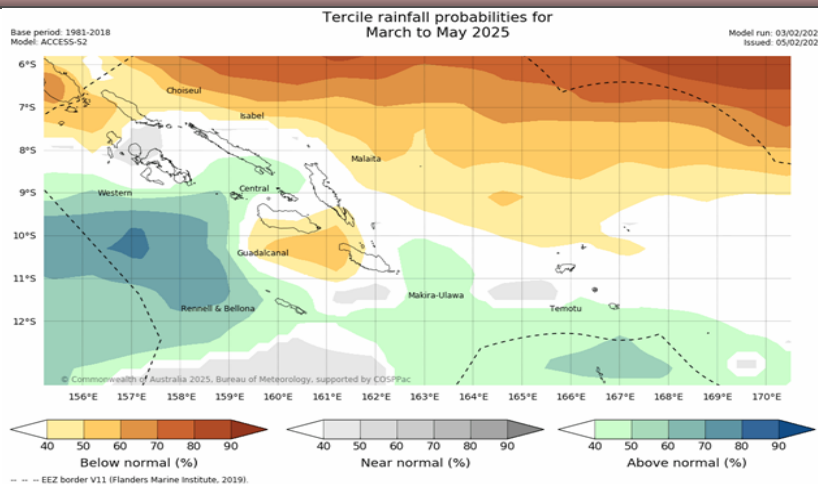 Tercile rainfall probabilities for
March to May 2025
Base period: 1981-2018
Model: ACCESS-S2
Model run: 03/02/202
Issued: 05/02/202
6°S
7°S
8°S
9°S
10°S
11°S
12°S
Choiseul
Isabel
Malaita
Western
Central
Guadalcanal
Rennell & Bellona
Makira-Ulawa
Temotu
© Commonwealth of Australia 2025, Bureau of Meteorology, supported by COSPPac
156°E 157°E 158°E 159°E 160°E 161°E 162°E 163°E 164°E 165°E 166°E 167°E 168°E 169°E 170°E
40 50 60 70 80 90
Below normal (%)
40 50 60 70 80 90
Near normal (%)
40 50 60 70 80 90
Above normal (%)
-- -- -- EEZ border V11 (Flanders Marine Institute, 2019).